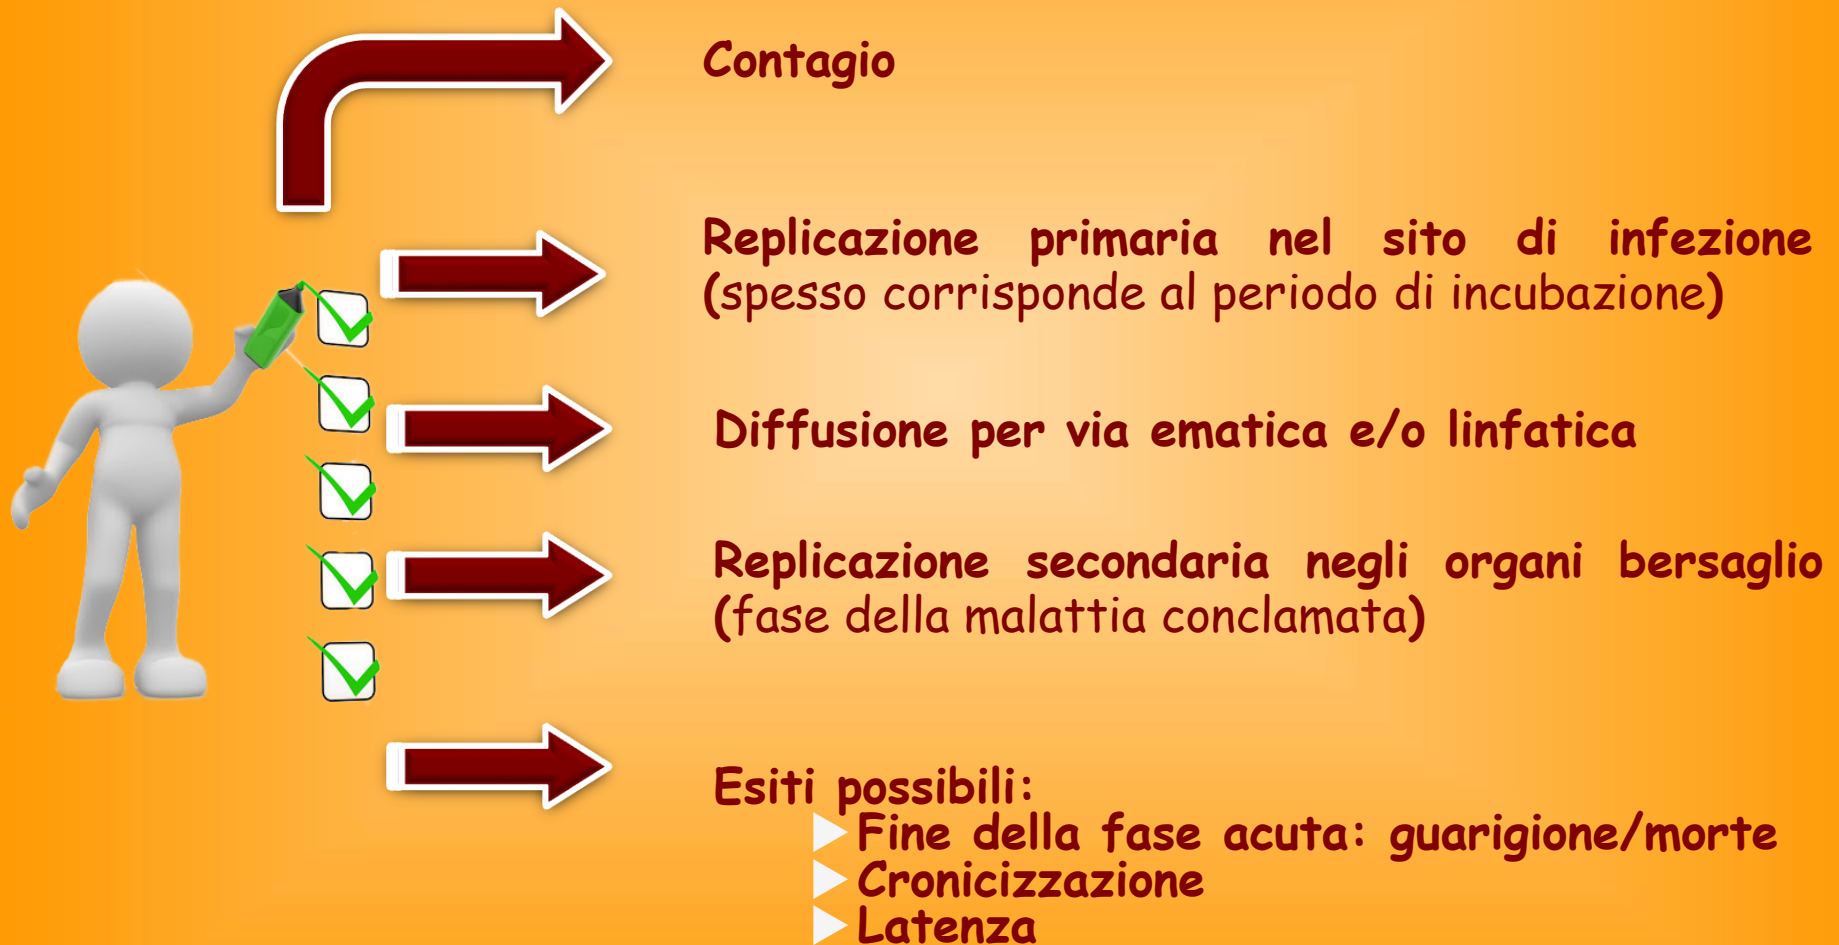 Contagio
Replicazione primaria nel sito di infezione
(spesso corrisponde al periodo di incubazione)
Diffusione per via ematica e/o linfatica
Replicazione secondaria negli organi bersaglio
(fase della malattia conclamata)
Esiti possibili:
Fine della fase acuta: guarigione/morte
Cronicizzazione
Latenza